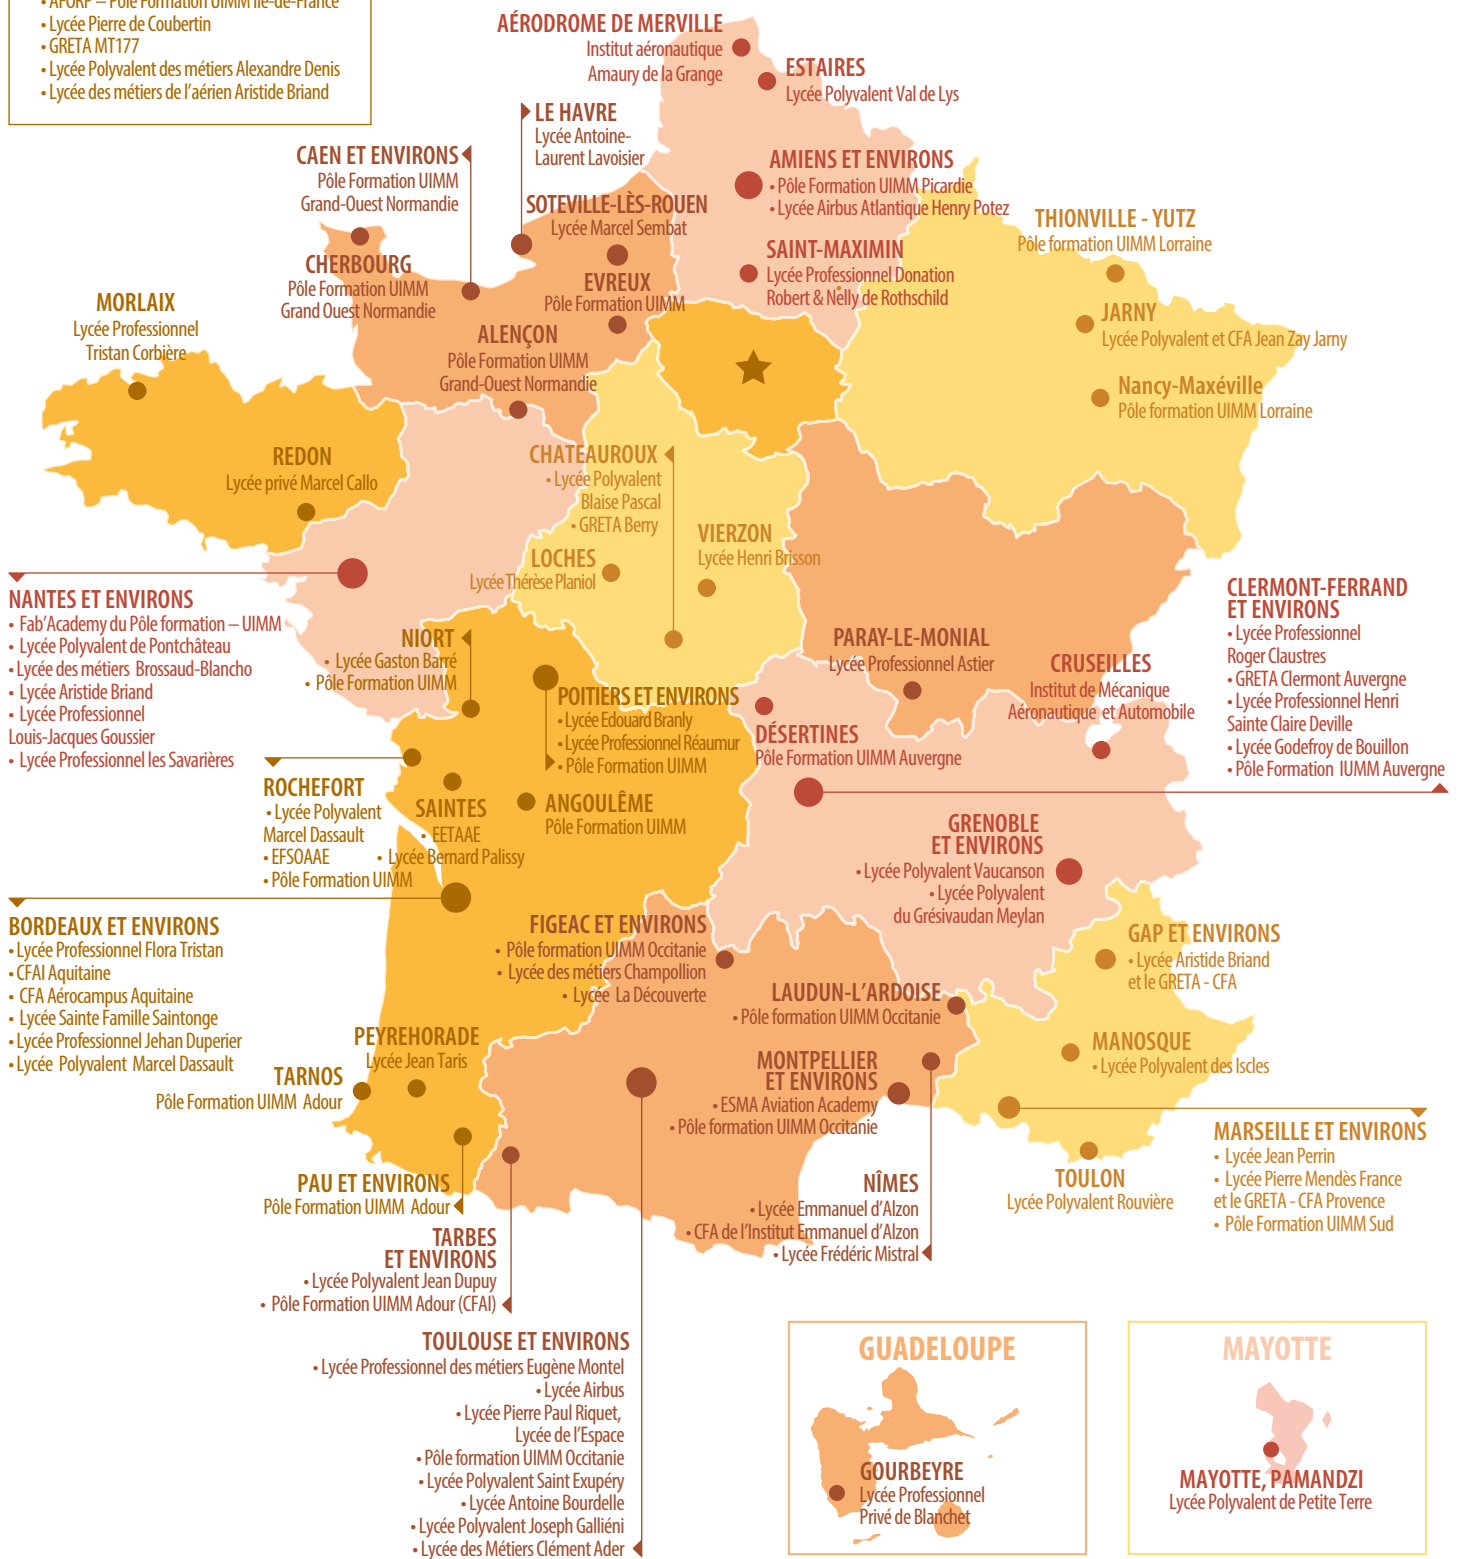 • AFORP – Pôle Formation UIMM Île-de-France
• Lycée Pierre de Coubertin
• GRETA MT177
• Lycée Polyvalent des métiers Alexandre Denis
• Lycée des métiers de l'aérien Aristide Briand
AÉRODROME DE MERVILLE
Institut aéronautique
Amaury de la Grange
ESTAIRES
Lycée Polyvalent Val de Lys
LE HAVRE
Lycée Antoine-
Laurent Lavoisier
CAEN ET ENVIRONS
Pôle Formation UIMM
Grand-Ouest Normandie
AMIENS ET ENVIRONS
• Pôle Formation UIMM Picardie
• Lycée Airbus Atlantique Henry Potez
SOTEVILLE-LÈS-ROUEN
Lycée Marcel Sembat
THIONVILLE - YUTZ
Pôle formation UIMM Lorraine
SAINT-MAXIMIN
Lycée Professionnel Donation
Robert & Nelly de Rothschild
CHERBOURG
Pôle Formation UIMM
Grand Ouest Normandie
EVREUX
Pôle Formation UIMM
MORLAIX
Lycée Professionnel
Tristan Corbière
JARNY
Lycée Polyvalent et CFA Jean Zay Jarny
ALENÇON
Pôle Formation UIMM
Grand-Ouest Normandie
Nancy-Maxéville
Pôle formation UIMM Lorraine
REDON
Lycée privé Marcel Callo
CHATEAUROUX
• Lycée Polyvalent
Blaise Pascal
• GRETA Berry
VIERZON
Lycée Henri Brisson
LOCHES
Lycée Thérèse Planiol
NANTES ET ENVIRONS
• Fab'Academy du Pôle formation – UIMM
• Lycée Polyvalent de Pontchâteau
• Lycée des métiers Brossaud-Blancho
• Lycée Aristide Briand
• Lycée Professionnel
Louis-Jacques Goussier
• Lycée Professionnel les Savarières
CLERMONT-FERRAND
ET ENVIRONS
• Lycée Professionnel
Roger Claustres
• GRETA Clermont Auvergne
• Lycée Professionnel Henri
Sainte Claire Deville
• Lycée Godefroy de Bouillon
• Pôle Formation IUMM Auvergne
NIORT
• Lycée Gaston Barré
• Pôle Formation UIMM
PARAY-LE-MONIAL
Lycée Professionnel Astier
CRUSEILLES
Institut de Mécanique
Aéronautique et Automobile
POITIERS ET ENVIRONS
• Lycée Edouard Branly
• Lycée Professionnel Réaumur
• Pôle Formation UIMM
DÉSERTINES
Pôle Formation UIMM Auvergne
ROCHEFORT
• Lycée Polyvalent
Marcel Dassault
• EFSOAAE
• Pôle Formation UIMM
SAINTES
• EETAAE
• Lycée Bernard Palissy
ANGOULÊME
Pôle Formation UIMM
GRENOBLE
ET ENVIRONS
• Lycée Polyvalent Vaucanson
• Lycée Polyvalent
du Grésivaudan Meylan
BORDEAUX ET ENVIRONS
• Lycée Professionnel Flora Tristan
• CFAI Aquitaine
• CFA Aérocampus Aquitaine
• Lycée Sainte Famille Saintonge
• Lycée Professionnel Jehan Duperier
• Lycée Polyvalent Marcel Dassault
FIGEAC ET ENVIRONS
• Pôle formation UIMM Occitanie
• Lycée des métiers Champollion
• Lycée La Découverte
GAP ET ENVIRONS
• Lycée Aristide Briand
et le GRETA - CFA
LAUDUN-L'ARDOISE
• Pôle formation UIMM Occitanie
PEYREHORADE
Lycée Jean Taris
MANOSQUE
• Lycée Polyvalent des Iscles
MONTPELLIER
ET ENVIRONS
• ESMA Aviation Academy
• Pôle formation UIMM Occitanie
TARNOS
Pôle Formation UIMM Adour
MARSEILLE ET ENVIRONS
• Lycée Jean Perrin
• Lycée Pierre Mendès France
et le GRETA - CFA Provence
• Pôle Formation UIMM Sud
TOULON
Lycée Polyvalent Rouvière
PAU ET ENVIRONS
Pôle Formation UIMM Adour
NÎMES
• Lycée Emmanuel d'Alzon
• CFA de l'Institut Emmanuel d'Alzon
• Lycée Frédéric Mistral
TARBES
ET ENVIRONS
• Lycée Polyvalent Jean Dupuy
• Pôle Formation UIMM Adour (CFAI)
TOULOUSE ET ENVIRONS
• Lycée Professionnel des métiers Eugène Montel
• Lycée Airbus
• Lycée Pierre Paul Riquet,
Lycée de l'Espace
• Pôle formation UIMM Occitanie
• Lycée Polyvalent Saint Exupéry
• Lycée Antoine Bourdelle
• Lycée Polyvalent Joseph Galliéni
• Lycée des Métiers Clément Ader
GUADELOUPE
GOURBEYRE
Lycée Professionnel
Privé de Blanchet
MAYOTTE
MAYOTTE, PAMANDZI
Lycée Polyvalent de Petite Terre